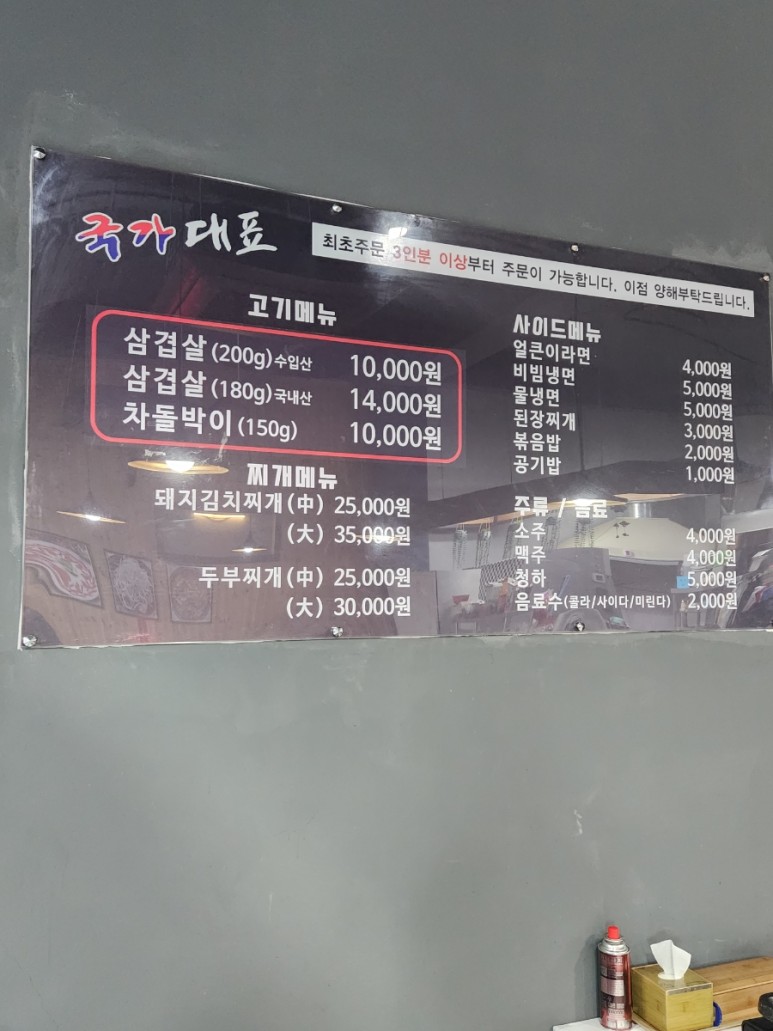 국가대표
최초주문 3인분 이상부터 주문이 가능합니다. 이점 양해부탁드립니다.
고기메뉴
삼겹살 (200g) 수입산 10,000원
삼겹살 (180g) 국내산 14,000원
차돌박이 (150g) 10,000원
찌개메뉴
돼지김치찌개 (中) 25,000원
(大) 35,000원
두부찌개 (中) 25,000원
(大) 30,000원
사이드메뉴
얼큰이라면 4,000원
비빔냉면 5,000원
물냉면 5,000원
된장찌개 3,000원
볶음밥 2,000원
공기밥 1,000원
주류 / 음료
소주 4,000원
맥주 4,000원
청하 5,000원
음료수(콜라/사이다/미린다) 2,000원